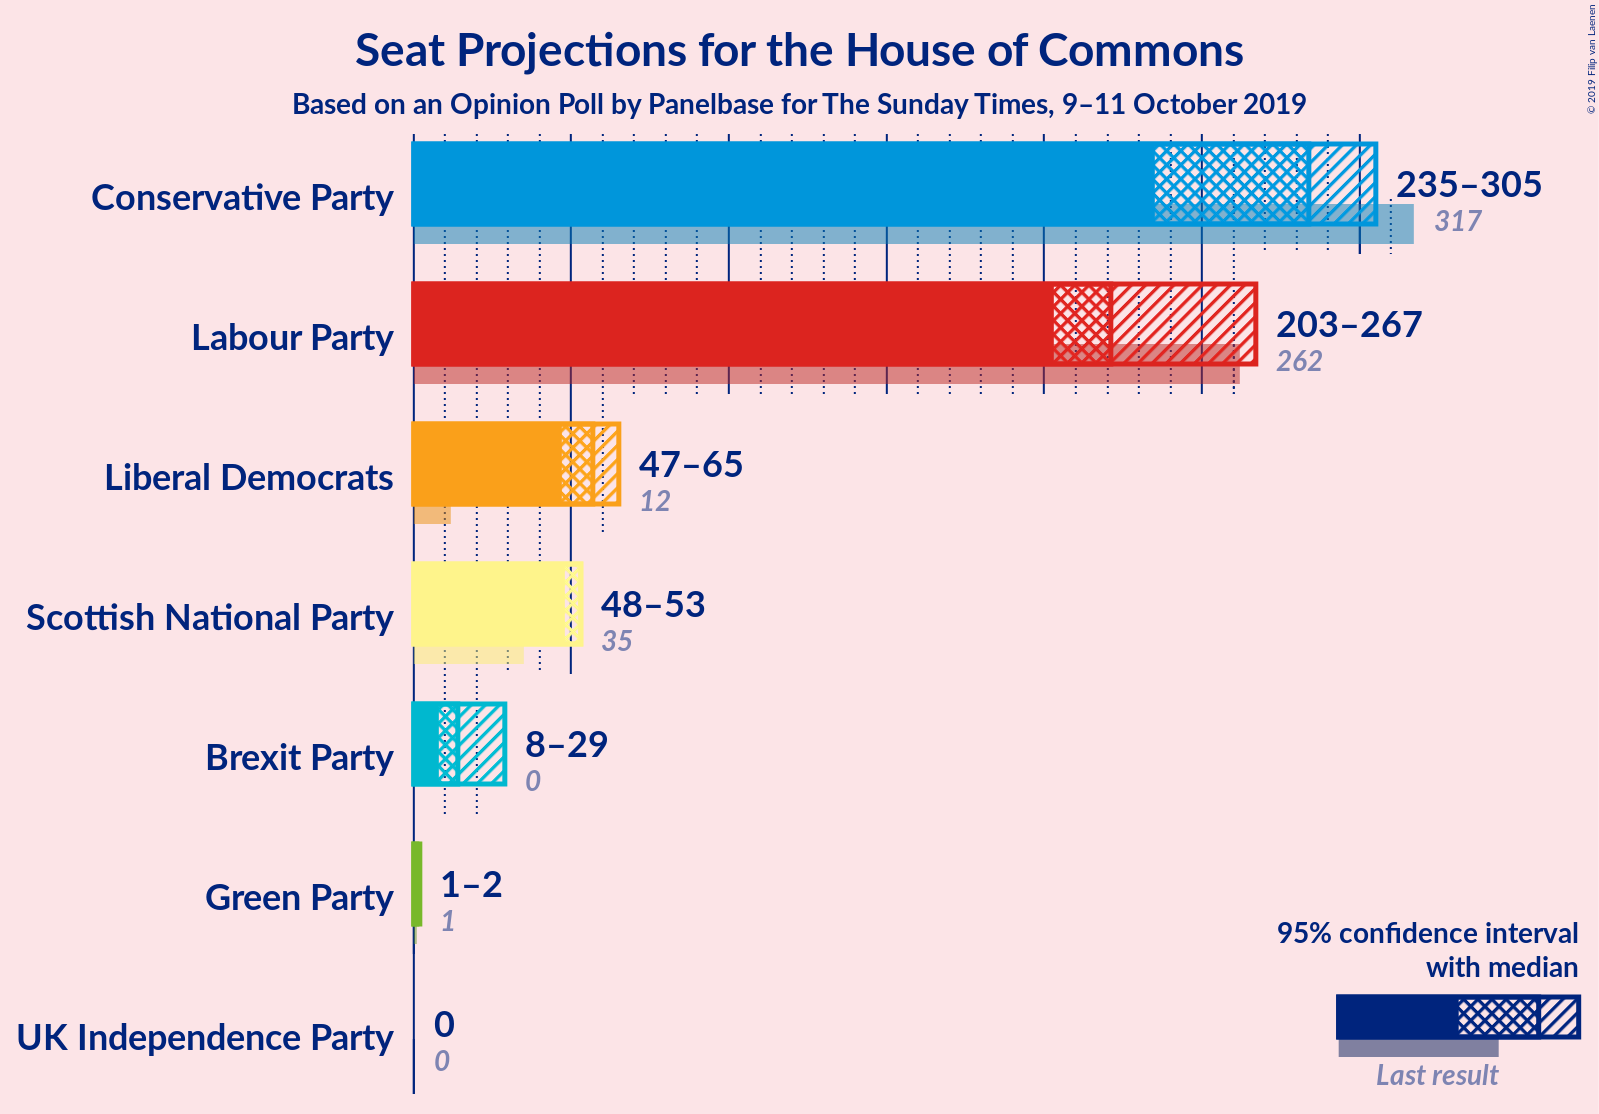 © 2019 Filip van Laenen
Seat Projections for the House of Commons
Based on an Opinion Poll by Panelbase for The Sunday Times, 9–11 October 2019
Conservative Party
235–305
317
Labour Party
203–267
262
Liberal Democrats
47–65
12
Scottish National Party
48–53
35
Brexit Party
8–29
0
Green Party
1–2
1
UK Independence Party
0
0
95% confidence interval
with median
Last result